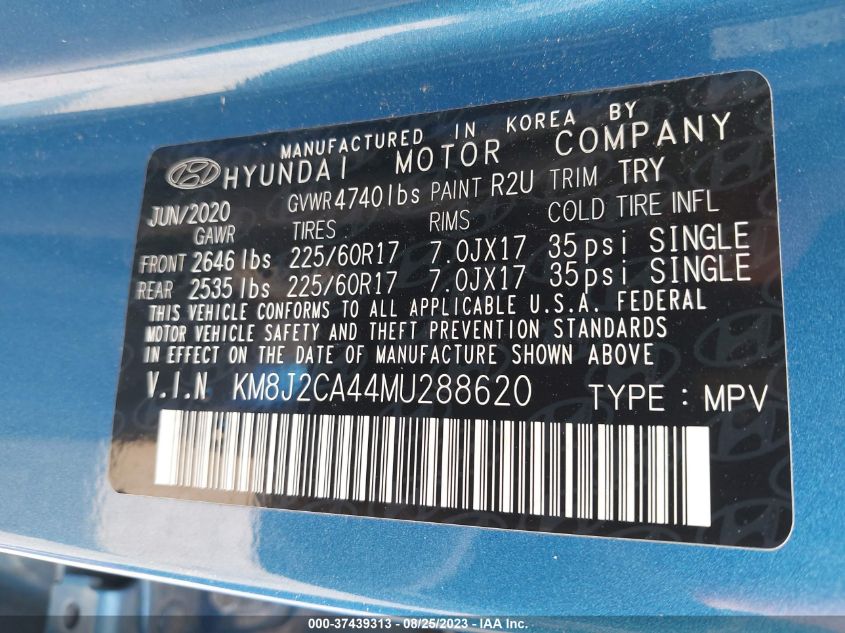 MANUFACTURED IN KOREA BY
HYUNDAI MOTOR COMPANY
JUN/2020 GVWR 4740lbs PAINT R2U TRIM TRY
GAWR TIRES RIMS COLD TIRE INFL
FRONT 2646 lbs 225/60R17 7.0JX17 35psi SINGLE
REAR 2535 lbs 225/60R17 7.0JX17 35psi SINGLE
THIS VEHICLE CONFORMS TO ALL APPLICABLE U.S.A. FEDERAL
MOTOR VEHICLE SAFETY AND THEFT PREVENTION STANDARDS
IN EFFECT ON THE DATE OF MANUFACTURE SHOWN ABOVE
V.I.N KM8J2CA44MU288620 TYPE : MPV
000-37439313 - 08/25/2023 - IAA Inc.